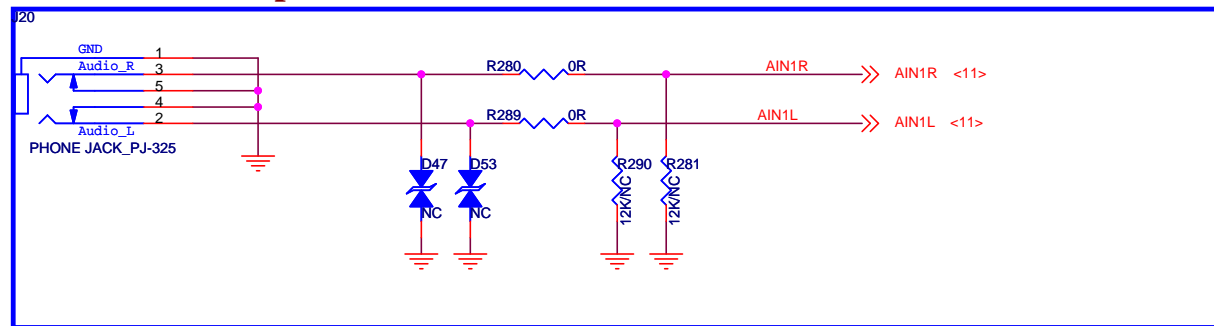 J20
GND
Audio_R
Audio_L
1
3
5
4
2
PHONE JACK_PJ-325
R280 0R
R289 0R
AIN1R
AIN1L
AIN1R <11>
AIN1L <11>
D47
NC
D53
NC
R290
12K/NC
R281
12K/NC